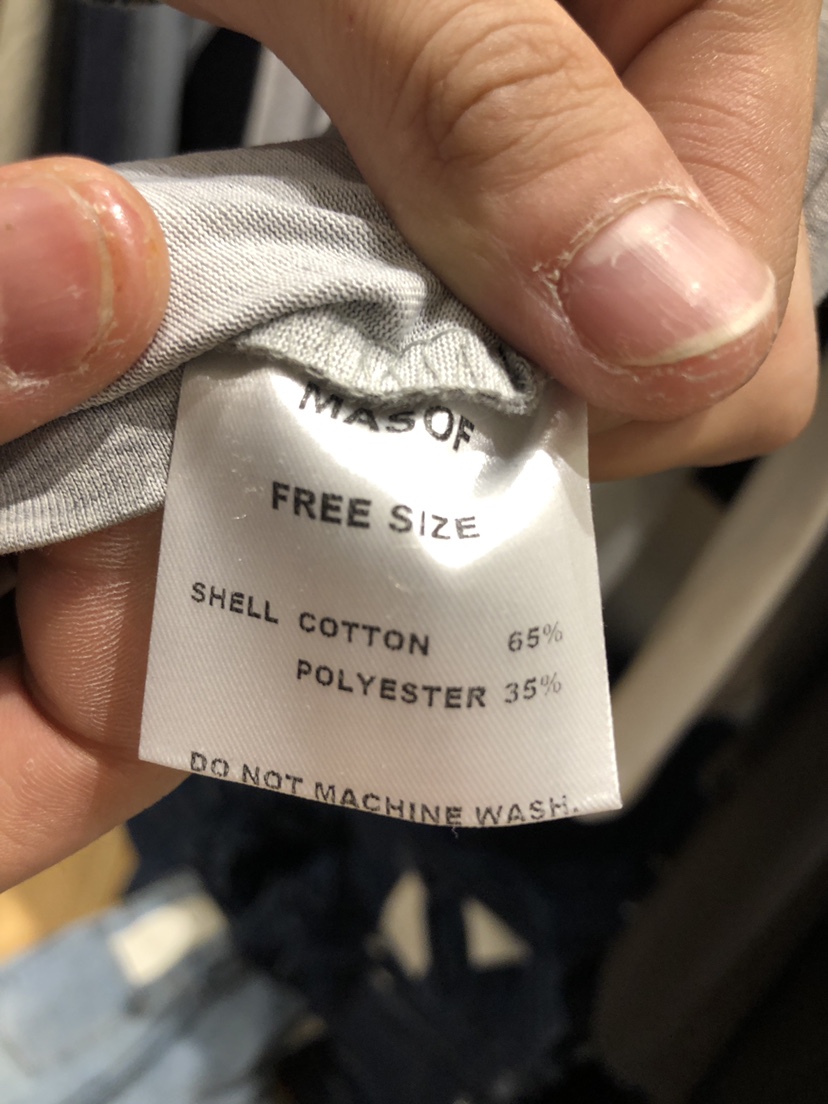 MASOF
FREE SIZE
SHELL COTTON 65%
POLYESTER 35%
DO NOT MACHINE WASH.